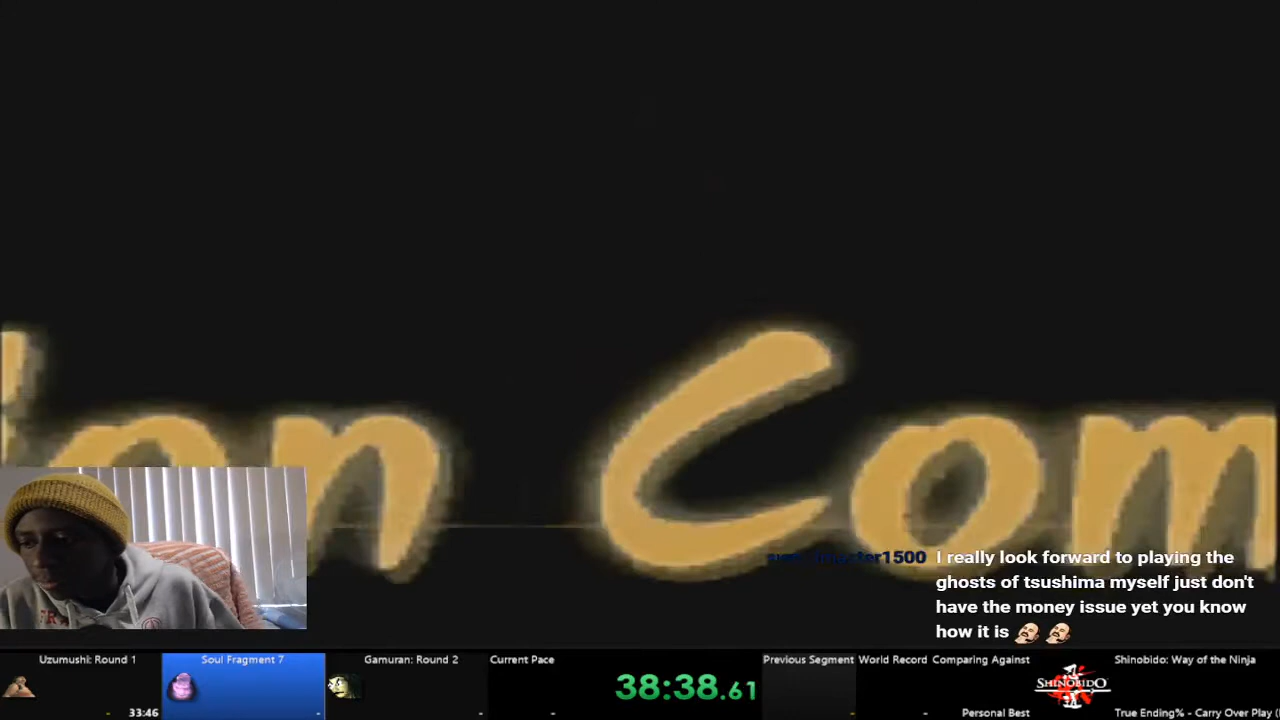 on Com
I really look forward to playing the
ghosts of tsushima myself just don't
have the money issue yet you know
how it is
Uzumushi: Round 1
33:46
Soul Fragment 7
-
Gamuran: Round 2
-
Current Pace
-
38:38.61
Previous Segment
-
World Record
-
Comparing Against
Personal Best
SHINOBIDO
Shinobido: Way of the Ninja
True Ending% - Carry Over Play (